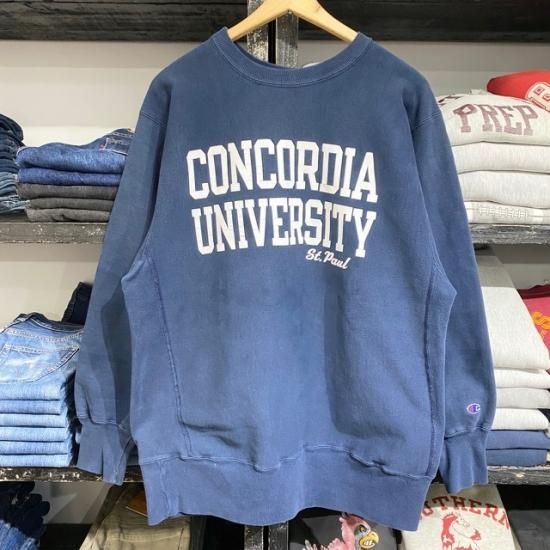 CONCORDIA
UNIVERSITY
St. Paul
PREP
C